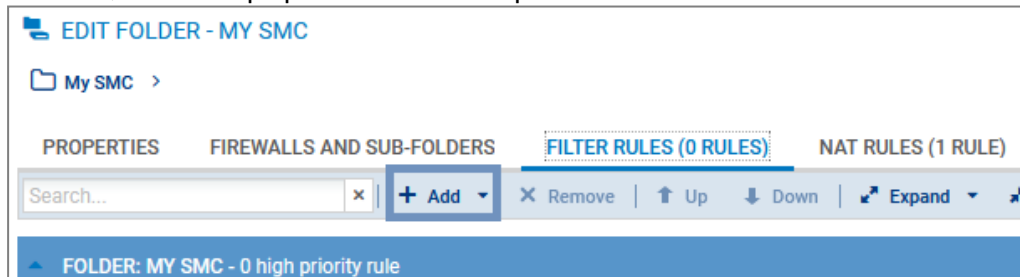 EDIT FOLDER - MY SMC
My SMC >
PROPERTIES FIREWALLS AND SUB-FOLDERS FILTER RULES (0 RULES) NAT RULES (1 RULE)
Search... × + Add Remove Up Down Expand
FOLDER: MY SMC - 0 high priority rule